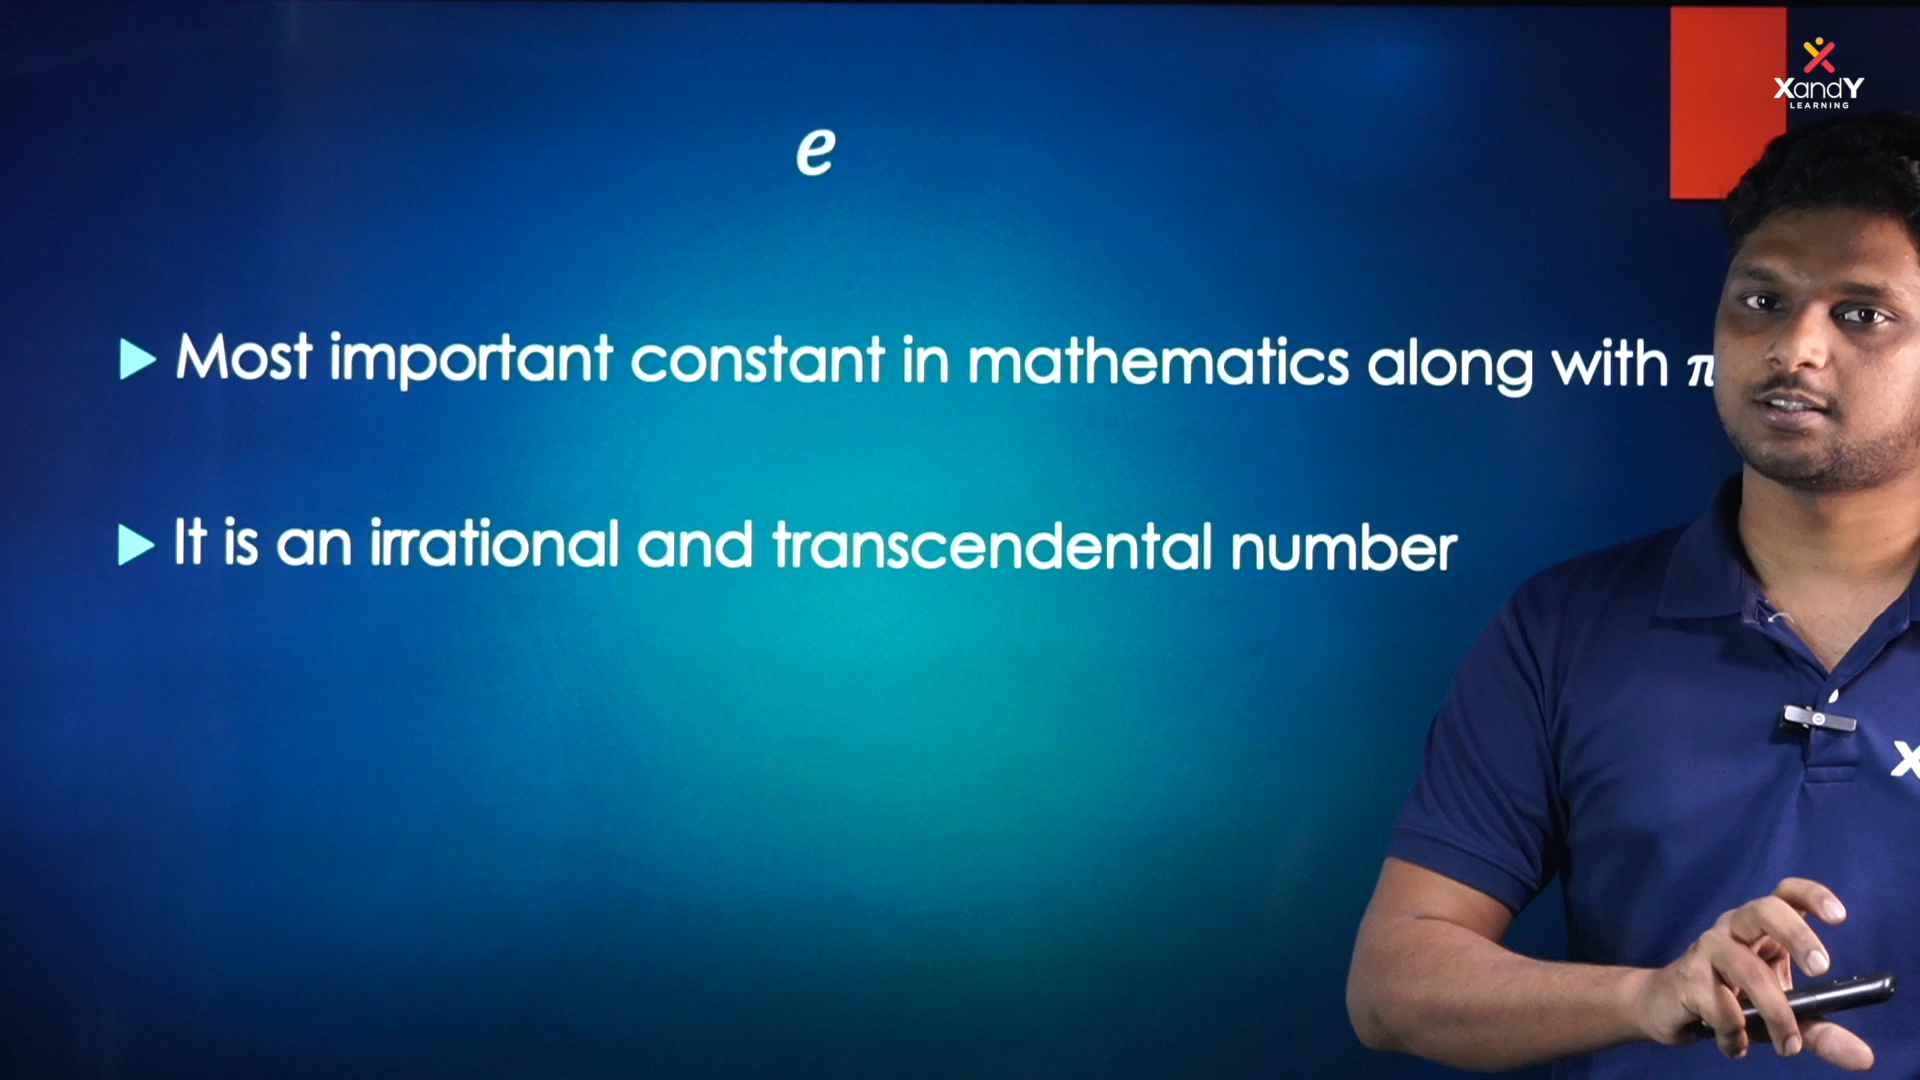 XandY
LEARNING
e
Most important constant in mathematics along with π
It is an irrational and transcendental number
X